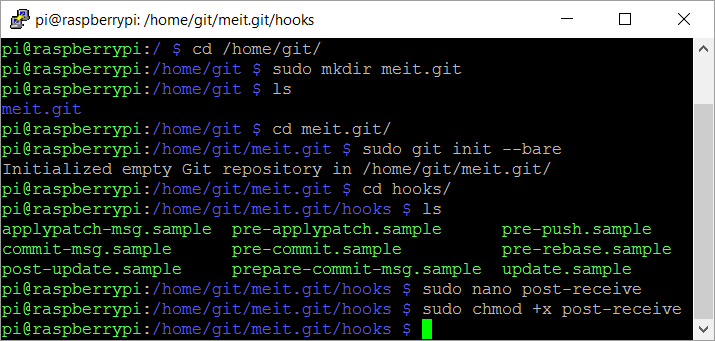 pi@raspberrypi: /home/git/meit.git/hooks
pi@raspberrypi:/ $ cd /home/git/
pi@raspberrypi:/home/git $ sudo mkdir meit.git
pi@raspberrypi:/home/git $ ls
meit.git
pi@raspberrypi:/home/git $ cd meit.git/
pi@raspberrypi:/home/git/meit.git $ sudo git init --bare
Initialized empty Git repository in /home/git/meit.git/
pi@raspberrypi:/home/git/meit.git $ cd hooks/
pi@raspberrypi:/home/git/meit.git/hooks $ ls
applypatch-msg.sample  pre-applypatch.sample      pre-push.sample
commit-msg.sample      pre-commit.sample          pre-rebase.sample
post-update.sample     prepare-commit-msg.sample  update.sample
pi@raspberrypi:/home/git/meit.git/hooks $ sudo nano post-receive
pi@raspberrypi:/home/git/meit.git/hooks $ sudo chmod +x post-receive
pi@raspberrypi:/home/git/meit.git/hooks $